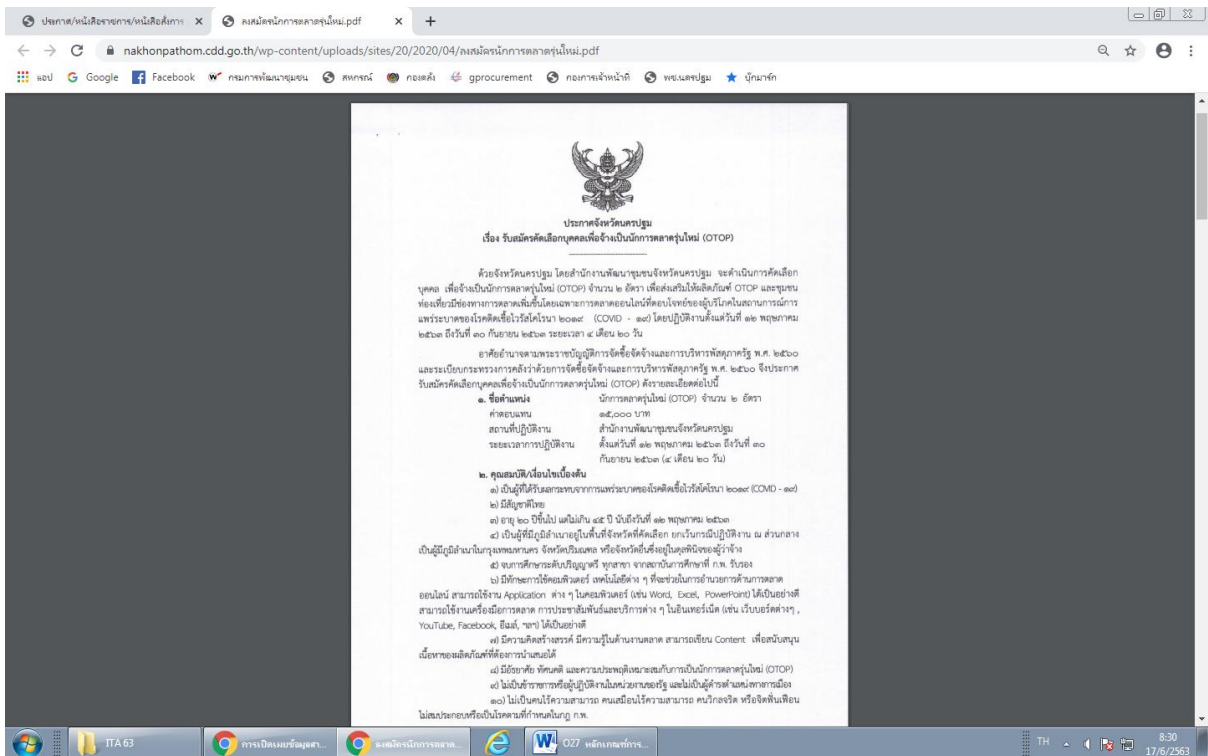 ประกาศ/หนังสือราชการ/หนังสือสั่งการ
ลงสมัครนักการตลาดรุ่นใหม่.pdf
nakhonpathom.cdd.go.th/wp-content/uploads/sites/20/2020/04/ลงสมัครนักการตลาดรุ่นใหม่.pdf
แอป Google Facebook กรมการพัฒนาชุมชน สหกรณ์ กองคลัง gprocurement กองการเจ้าหน้าที่ พช.นครปฐม บุ๊กมาร์ก
ประกาศจังหวัดนครปฐม
เรื่อง รับสมัครคัดเลือกบุคคลเพื่อจ้างเป็นนักการตลาดรุ่นใหม่ (OTOP)
ด้วยจังหวัดนครปฐม โดยสำนักงานพัฒนาชุมชนจังหวัดนครปฐม จะดำเนินการคัดเลือก
บุคคล เพื่อจ้างเป็นนักการตลาดรุ่นใหม่ (OTOP) จำนวน ๒ อัตรา เพื่อส่งเสริมให้ผลิตภัณฑ์ OTOP และชุมชน
ท่องเที่ยวมีช่องทางการตลาดเพิ่มขึ้นโดยเฉพาะการตลาดออนไลน์ที่ตอบโจทย์ของผู้บริโภคในสถานการณ์การ
แพร่ระบาดของโรคติดเชื้อไวรัสโคโรนา ๒๐๑๙ (COVID - ๑๙) โดยปฏิบัติงานตั้งแต่วันที่ ๑๒ พฤษภาคม
๒๕๖๓ ถึงวันที่ ๓๐ กันยายน ๒๕๖๓ ระยะเวลา ๔ เดือน ๒๐ วัน
อาศัยอำนาจตามพระราชบัญญัติการจัดซื้อจัดจ้างและการบริหารพัสดุภาครัฐ พ.ศ. ๒๕๖๐
และระเบียบกระทรวงการคลังว่าด้วยการจัดซื้อจัดจ้างและการบริหารพัสดุภาครัฐ พ.ศ. ๒๕๖๐ จึงประกาศ
รับสมัครคัดเลือกบุคคลเพื่อจ้างเป็นนักการตลาดรุ่นใหม่ (OTOP) ดังรายละเอียดต่อไปนี้
๑. ชื่อตำแหน่ง นักการตลาดรุ่นใหม่ (OTOP) จำนวน ๒ อัตรา
ค่าตอบแทน ๑๕,๐๐๐ บาท
สถานที่ปฏิบัติงาน สำนักงานพัฒนาชุมชนจังหวัดนครปฐม
ระยะเวลาการปฏิบัติงาน ตั้งแต่วันที่ ๑๒ พฤษภาคม ๒๕๖๓ ถึงวันที่ ๓๐
กันยายน ๒๕๖๓ (๔ เดือน ๒๐ วัน)
๒. คุณสมบัติ/เงื่อนไขเบื้องต้น
๑) เป็นผู้ที่ได้รับผลกระทบจากการแพร่ระบาดของโรคติดเชื้อไวรัสโคโรนา ๒๐๑๙ (COVID - ๑๙)
๒) มีสัญชาติไทย
๓) อายุ ๒๐ ปีขึ้นไป แต่ไม่เกิน ๔๕ ปี นับถึงวันที่ ๑๒ พฤษภาคม ๒๕๖๓
๔) เป็นผู้ที่มีภูมิลำเนาอยู่ในพื้นที่จังหวัดที่คัดเลือก ยกเว้นกรณีปฏิบัติงาน ณ ส่วนกลาง
เป็นผู้มีภูมิลำเนาในกรุงเทพมหานคร จังหวัดปริมณฑล หรือจังหวัดอื่นซึ่งอยู่ในดุลพินิจของผู้ว่าจ้าง
๕) จบการศึกษาระดับปริญญาตรี ทุกสาขา จากสถาบันการศึกษาที่ ก.พ. รับรอง
๖) มีทักษะการใช้คอมพิวเตอร์ เทคโนโลยีต่าง ๆ ที่จะช่วยในการอำนวยการด้านการตลาด
ออนไลน์ สามารถใช้งาน Application ต่าง ๆ ในคอมพิวเตอร์ (เช่น Word, Excel, PowerPoint) ได้เป็นอย่างดี
สามารถใช้งานเครื่องมือการตลาด การประชาสัมพันธ์และบริการต่าง ๆ ในอินเทอร์เน็ต (เช่น เว็บบอร์ดต่างๆ ,
YouTube, Facebook, อีเมล์, ฯลฯ) ได้เป็นอย่างดี
๗) มีความคิดสร้างสรรค์ มีความรู้ในด้านงานตลาด สามารถเขียน Content เพื่อสนับสนุน
เนื้อหาของผลิตภัณฑ์ที่ต้องการนำเสนอได้
๘) มีอัธยาศัย ทัศนคติ และความประพฤติเหมาะสมกับการเป็นนักการตลาดรุ่นใหม่ (OTOP)
๙) ไม่เป็นข้าราชการหรือผู้ปฏิบัติงานในหน่วยงานของรัฐ และไม่เป็นผู้ดำรงตำแหน่งทางการเมือง
๑๐) ไม่เป็นคนไร้ความสามารถ คนเสมือนไร้ความสามารถ คนวิกลจริต หรือจิตฟั่นเฟือน
ไม่สมประกอบหรือเป็นโรคตามที่กำหนดในกฎ ก.พ.
ITA 63
การเปิดเผยข้อมูลสา...
ลงสมัครนักการตลาด...
O27 หลักเกณฑ์การ...
TH
8:30
17/6/2563